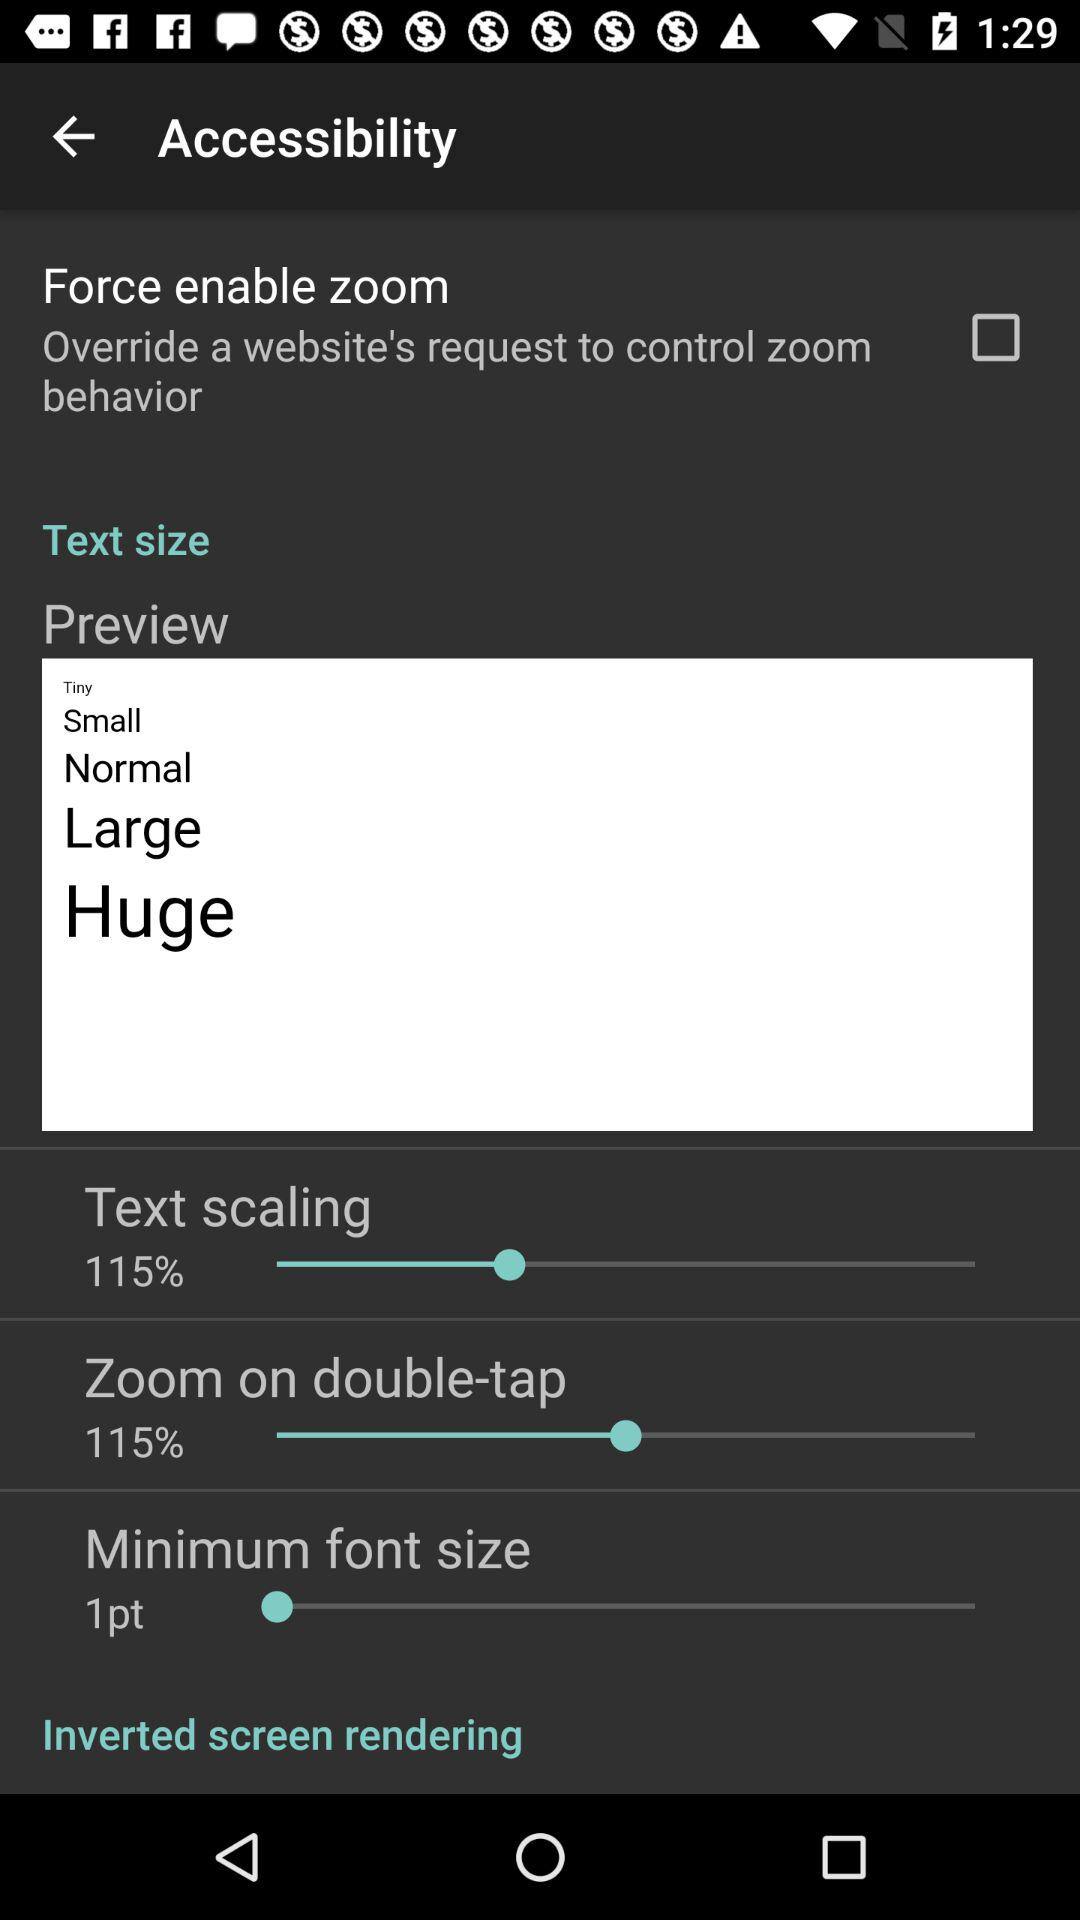 1:29
Accessibility
Force enable zoom
Override a website's request to control zoom
behavior
Text size
Preview
Tiny
Small
Normal
Large
Huge
Text scaling
115%
Zoom on double-tap
115%
Minimum font size
1pt
Inverted screen rendering